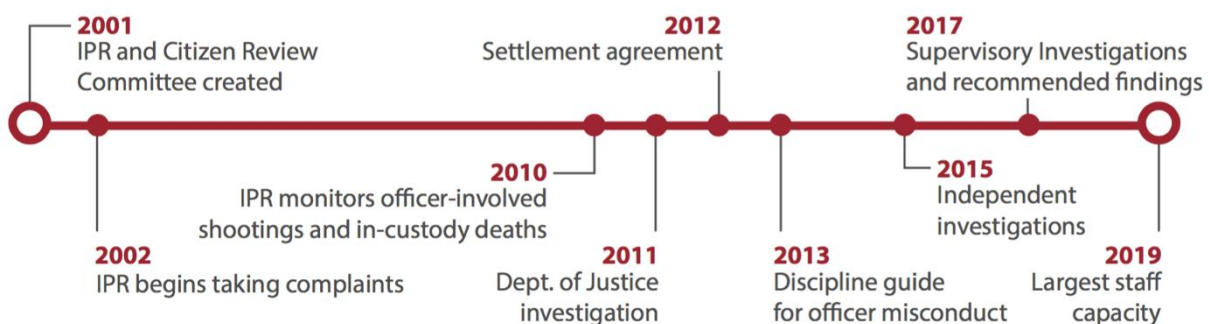 2001
IPR and Citizen Review
Committee created
2012
Settlement agreement
2017
Supervisory Investigations
and recommended findings
2010
IPR monitors officer-involved
shootings and in-custody deaths
2015
Independent
investigations
2002
IPR begins taking complaints
2011
Dept. of Justice
investigation
2013
Discipline guide
for officer misconduct
2019
Largest staff
capacity